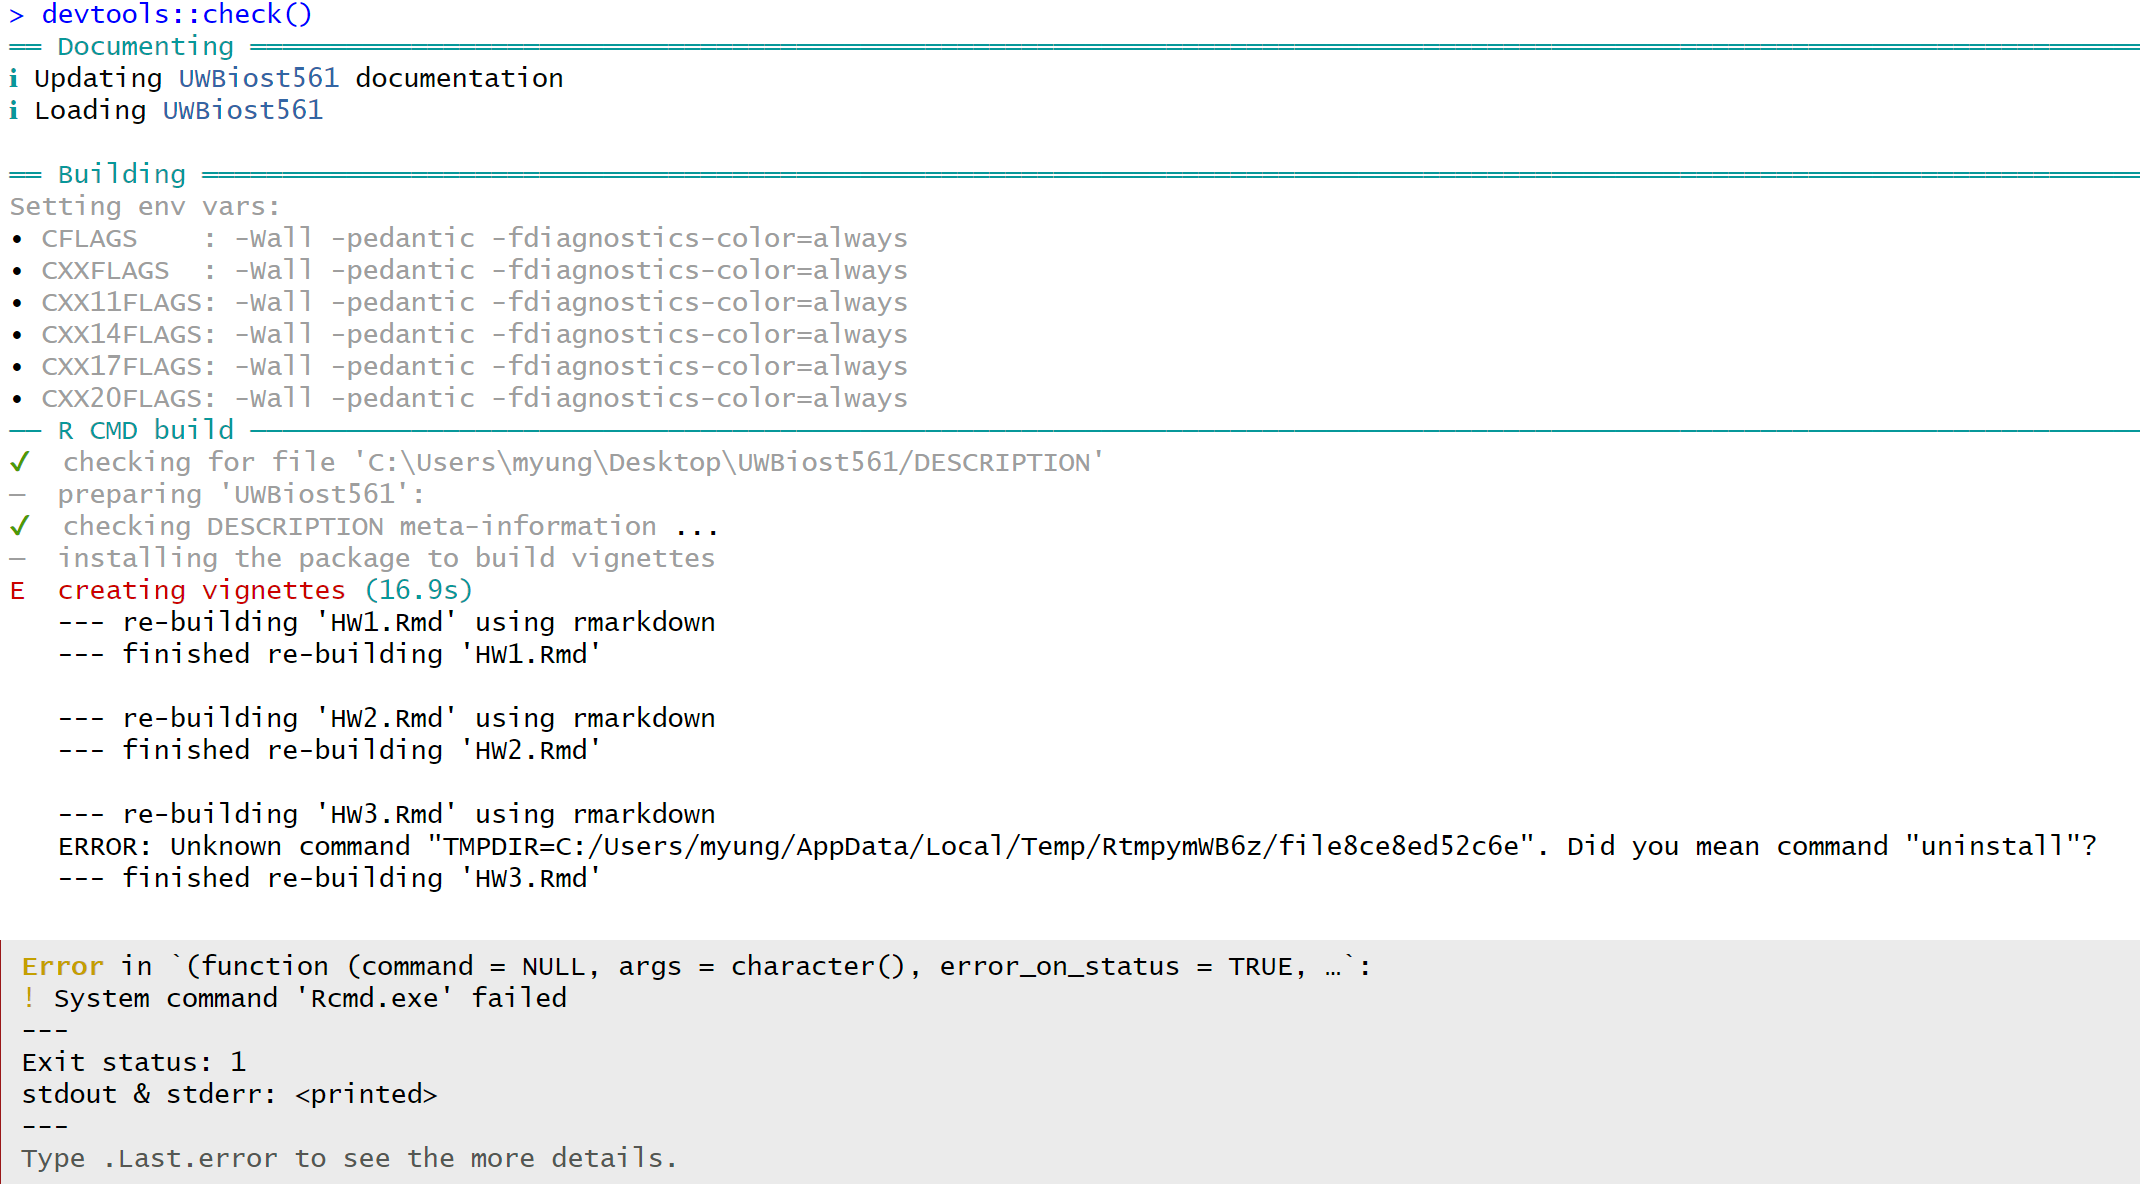 > devtools::check()
══ Documenting ══════════════════════════════════════════════════════════════════════
ℹ Updating UWBiost561 documentation
ℹ Loading UWBiost561
══ Building ═════════════════════════════════════════════════════════════════════════
Setting env vars:
• CFLAGS    : -Wall -pedantic -fdiagnostics-color=always
• CXXFLAGS  : -Wall -pedantic -fdiagnostics-color=always
• CXX11FLAGS: -Wall -pedantic -fdiagnostics-color=always
• CXX14FLAGS: -Wall -pedantic -fdiagnostics-color=always
• CXX17FLAGS: -Wall -pedantic -fdiagnostics-color=always
• CXX20FLAGS: -Wall -pedantic -fdiagnostics-color=always
── R CMD build ──────────────────────────────────────────────────────────────────────
✔  checking for file 'C:\Users\myung\Desktop\UWBiost561/DESCRIPTION'
─  preparing 'UWBiost561':
✔  checking DESCRIPTION meta-information ...
─  installing the package to build vignettes
E  creating vignettes (16.9s)
--- re-building 'HW1.Rmd' using rmarkdown
--- finished re-building 'HW1.Rmd'
--- re-building 'HW2.Rmd' using rmarkdown
--- finished re-building 'HW2.Rmd'
--- re-building 'HW3.Rmd' using rmarkdown
ERROR: Unknown command "TMPDIR=C:/Users/myung/AppData/Local/Temp/RtmpymWB6z/file8ce8ed52c6e". Did you mean command "uninstall"?
--- finished re-building 'HW3.Rmd'
Error in `(function (command = NULL, args = character(), error_on_status = TRUE, …`:
! System command 'Rcmd.exe' failed
---
Exit status: 1
stdout & stderr: <printed>
---
Type .Last.error to see the more details.